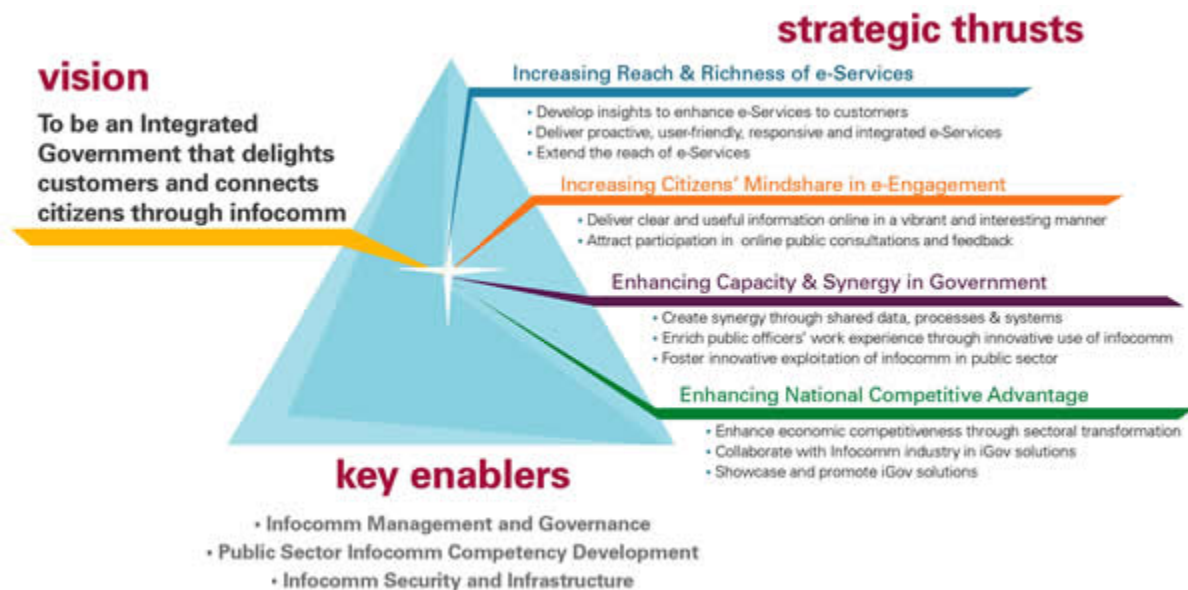 vision
To be an Integrated
Government that delights
customers and connects
citizens through infocomm
strategic thrusts
Increasing Reach & Richness of e-Services
• Develop insights to enhance e-Services to customers
• Deliver proactive, user-friendly, responsive and integrated e-Services
• Extend the reach of e-Services
Increasing Citizens' Mindshare in e-Engagement
• Deliver clear and useful information online in a vibrant and interesting manner
• Attract participation in online public consultations and feedback
Enhancing Capacity & Synergy in Government
• Create synergy through shared data, processes & systems
• Enrich public officers' work experience through innovative use of infocomm
• Foster innovative exploitation of infocomm in public sector
Enhancing National Competitive Advantage
• Enhance economic competitiveness through sectoral transformation
• Collaborate with Infocomm industry in iGov solutions
• Showcase and promote iGov solutions
key enablers
• Infocomm Management and Governance
• Public Sector Infocomm Competency Development
• Infocomm Security and Infrastructure